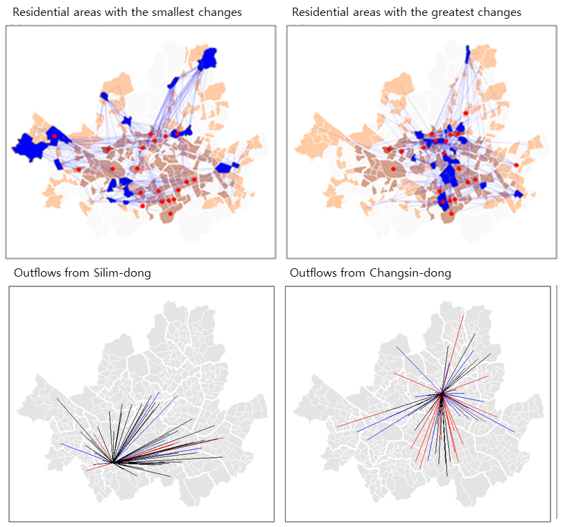 Residential areas with the smallest changes
Residential areas with the greatest changes
Outflows from Silim-dong
Outflows from Changsin-dong